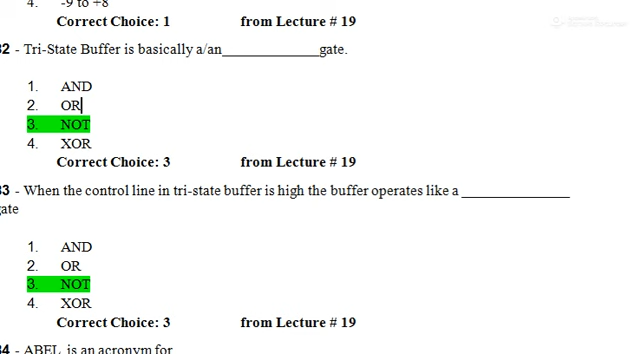 4. -9 to +8
Correct Choice: 1 from Lecture # 19
32 - Tri-State Buffer is basically a/an_____________gate.
1. AND
2. OR
3. NOT
4. XOR
Correct Choice: 3 from Lecture # 19
33 - When the control line in tri-state buffer is high the buffer operates like a _______________
gate
1. AND
2. OR
3. NOT
4. XOR
Correct Choice: 3 from Lecture # 19
34 - ABEL is an acronym for